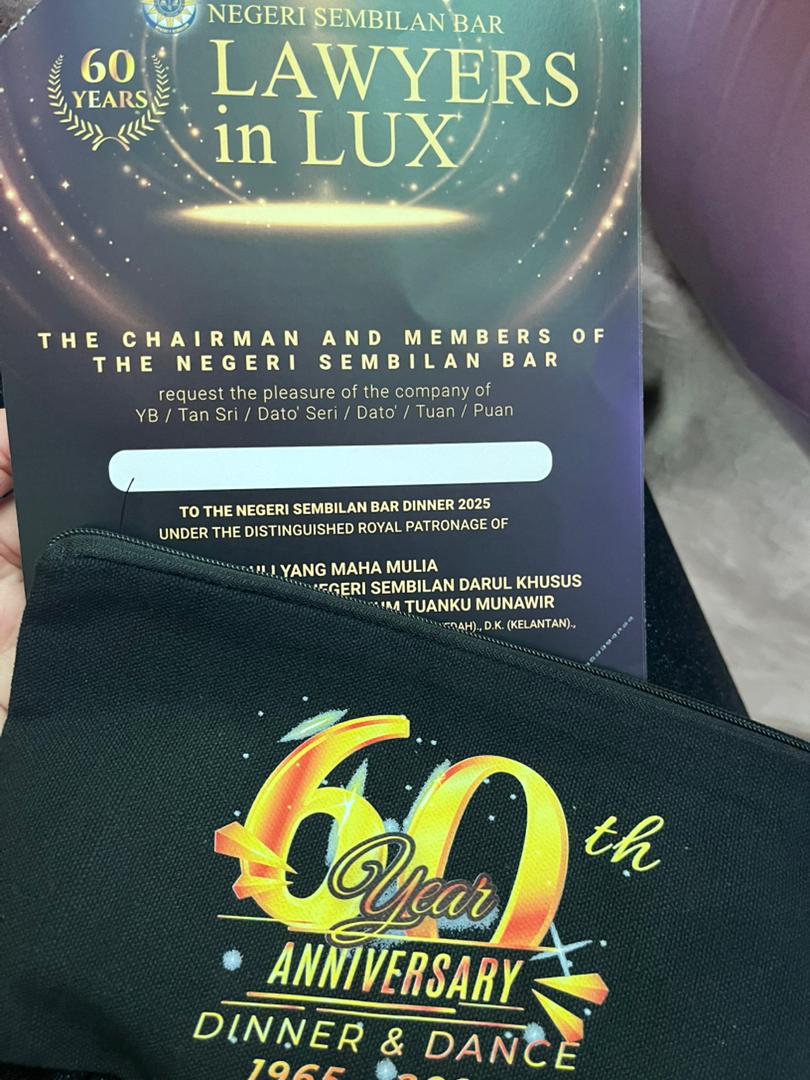 NEGERI SEMBILAN BAR
60
YEARS
LAWYERS
in LUX
THE CHAIRMAN AND MEMBERS OF
THE NEGERI SEMBILAN BAR
request the pleasure of the company of
YB / Tan Sri / Dato' Seri / Dato' / Tuan / Puan
TO THE NEGERI SEMBILAN BAR DINNER 2025
UNDER THE DISTINGUISHED ROYAL PATRONAGE OF
YANG MAHA MULIA
NEGERI SEMBILAN DARUL KHUSUS
TUANKU MUNAWIR
D.K. (KELANTAN).,
60th
Year
ANNIVERSARY
DINNER & DANCE
1965